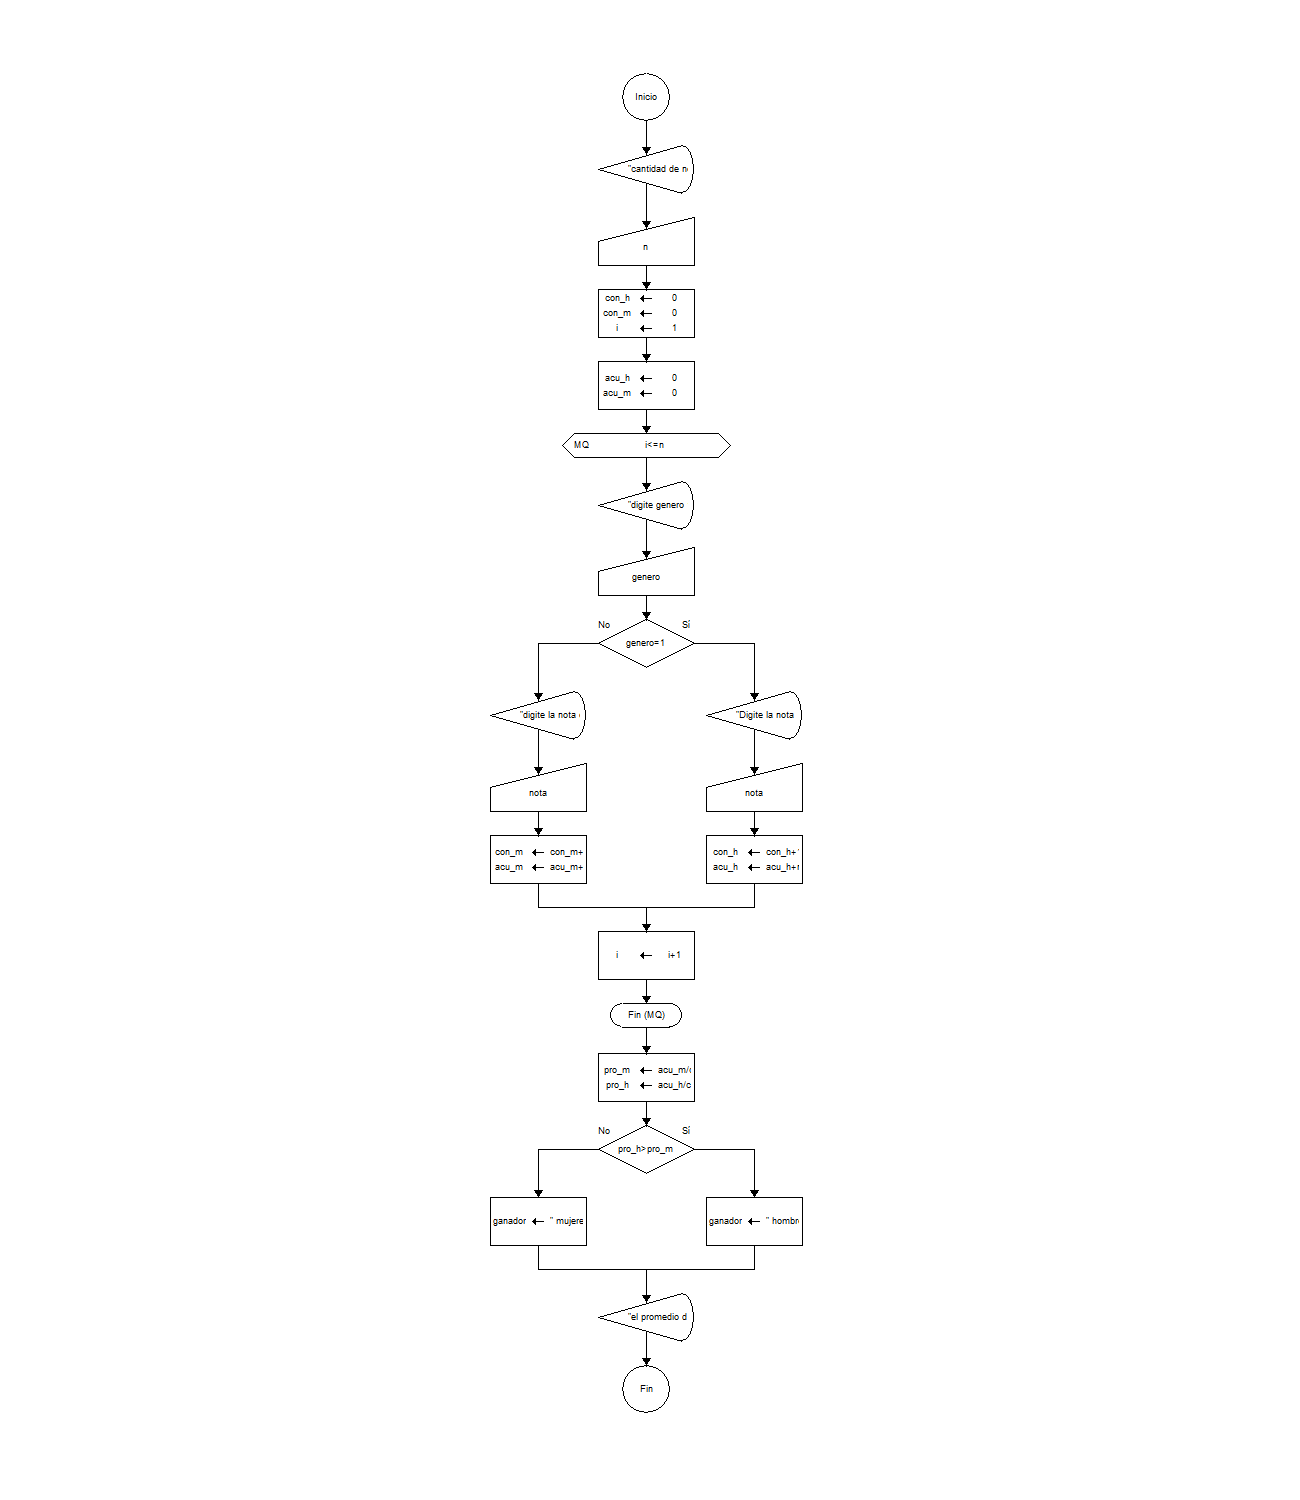 Inicio
"cantidad de n
n
con_h ← 0
con_m ← 0
i ← 1
acu_h ← 0
acu_m ← 0
MQ i<=n
"digite genero
genero
No Sí
genero=1
"digite la nota "Digite la nota
nota nota
con_m ← con_m+ con_h ← con_h+
acu_m ← acu_m+ acu_h ← acu_h+
i ← i+1
Fin (MQ)
pro_m ← acu_m/
pro_h ← acu_h/c
No Sí
pro_h>pro_m
ganador ← " mujere ganador ← " hombr
"el promedio d
Fin